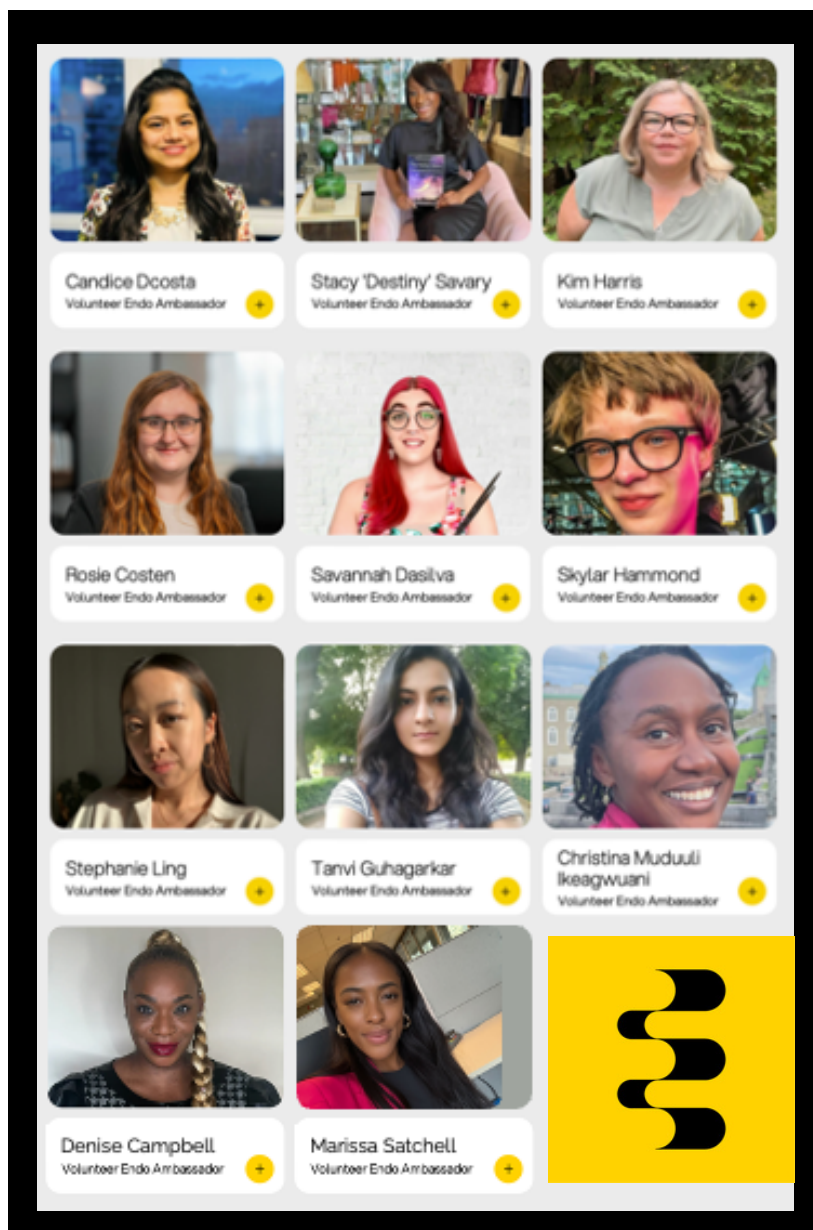 Candice Dcosta
Volunteer Endo Ambassador
+
Stacy 'Destiny' Savary
Volunteer Endo Ambassador
+
Kim Harris
Volunteer Endo Ambassador
+
Rosie Costen
Volunteer Endo Ambassador
+
Savannah Dasilva
Volunteer Endo Ambassador
+
Skylar Hammond
Volunteer Endo Ambassador
+
Stephanie Ling
Volunteer Endo Ambassador
+
Tanvi Guhagarkar
Volunteer Endo Ambassador
+
Christina Muduuli
Ikeagwuani
Volunteer Endo Ambassador
+
Denise Campbell
Volunteer Endo Ambassador
+
Marissa Satchell
Volunteer Endo Ambassador
+